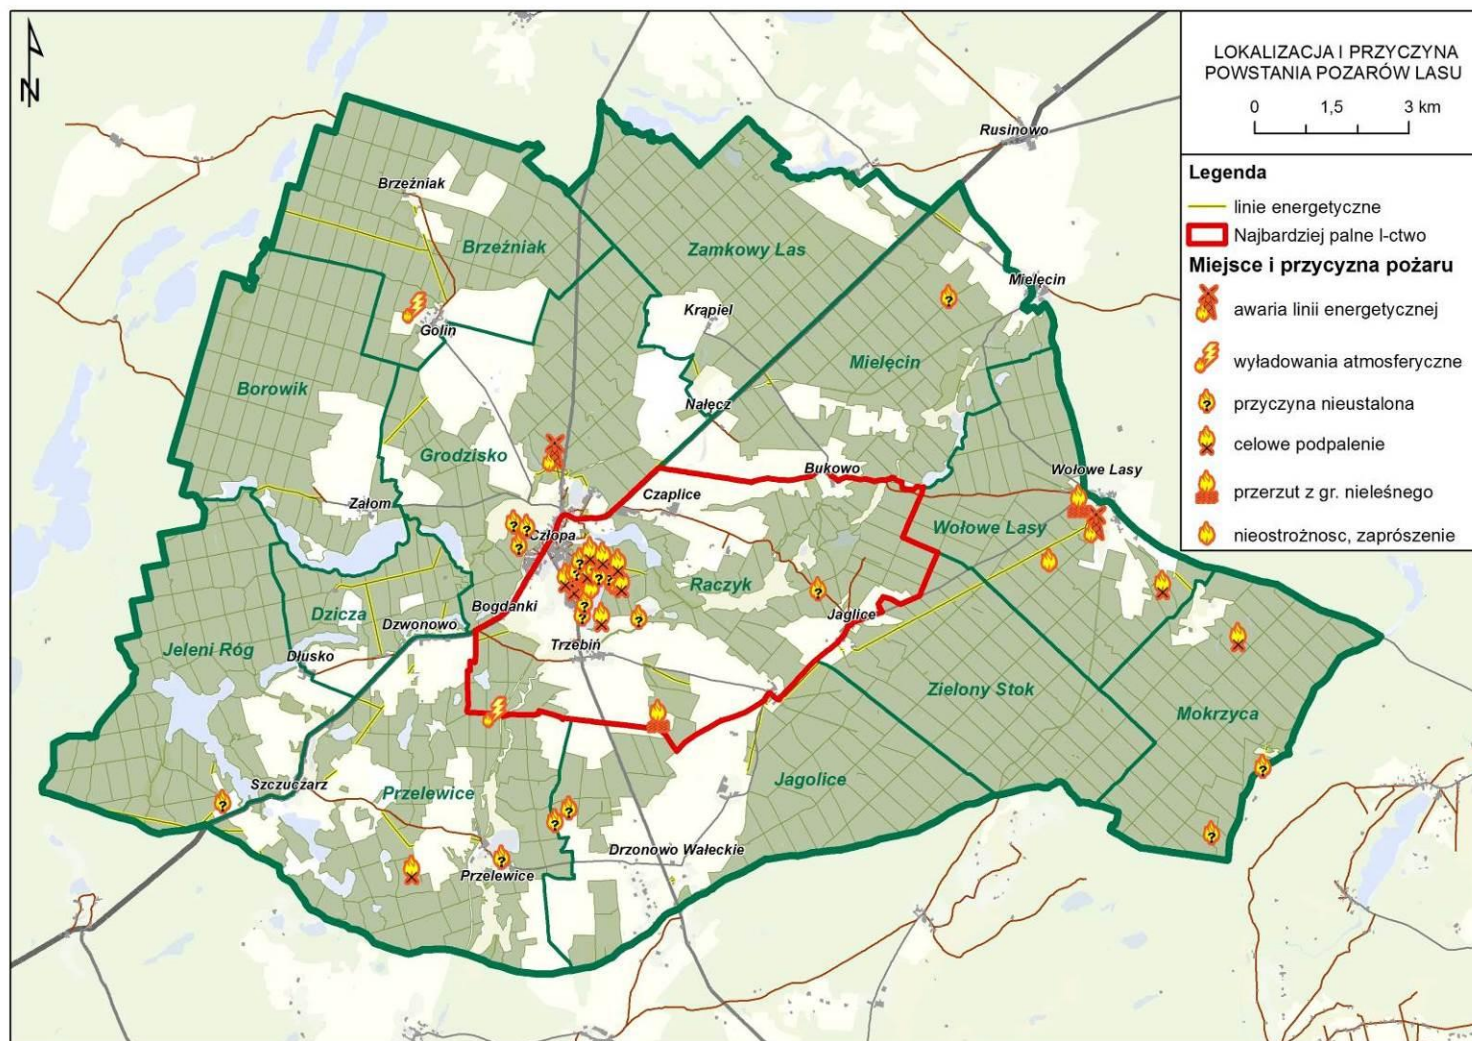 LOKALIZACJA I PRZYCZYNA
POWSTANIA POZARÓW LASU
0 1,5 3 km
Legenda
linie energetyczne
Najbardziej palne l-ctwo
Miejsce i przycyzna pożaru
awaria linii energetycznej
wyładowania atmosferyczne
przyczyna nieustalona
celowe podpalenie
przerzut z gr. nieleśnego
nieostrożnosc, zaprószenie
N
Rusinowo
Brzeźniak
Brzeźniak
Zamkowy Las
Mielęcin
Krąpiel
Golin
Mielęcin
Borowik
Nałęcz
Grodzisko
Bukowo
Wołowe Lasy
Czaplice
Załom
Wołowe Lasy
Człopa
Raczyk
Bogdanki
Dzicza
Jaglice
Dzwonowo
Trzebiń
Jeleni Róg
Dłusko
Zielony Stok
Mokrzyca
Jagolice
Szczuczarz
Przelewice
Drzonowo Wałeckie
Przelewice